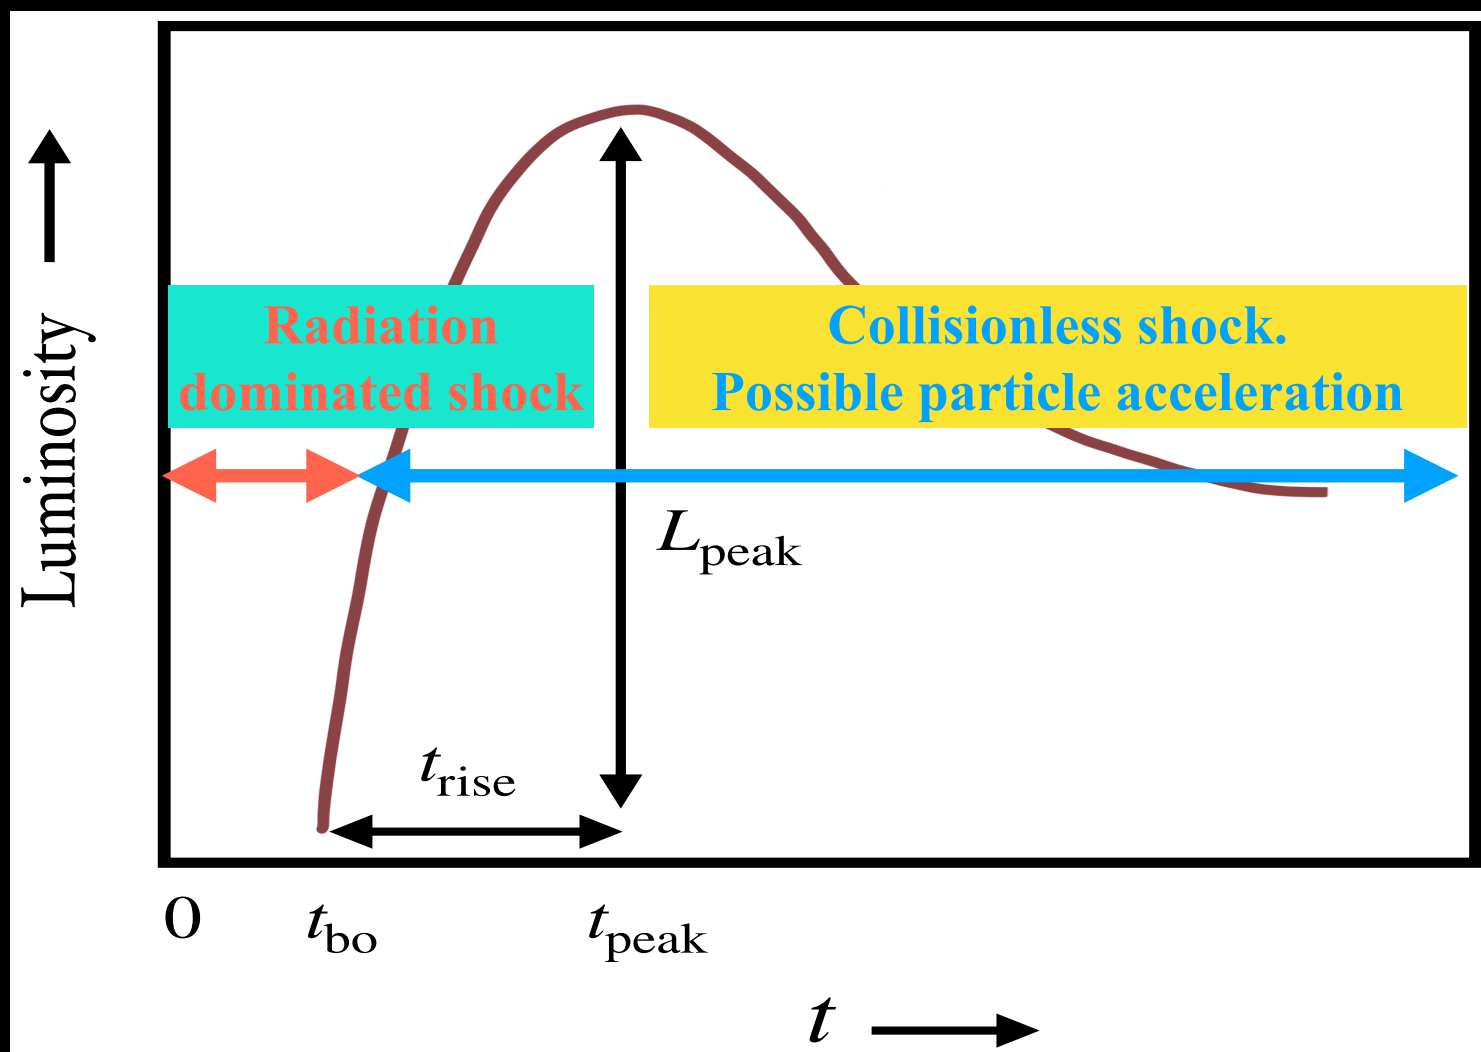 Luminosity
Radiation
dominated shock
Collisionless shock.
Possible particle acceleration
L_peak
t_rise
0
t_bo
t_peak
t